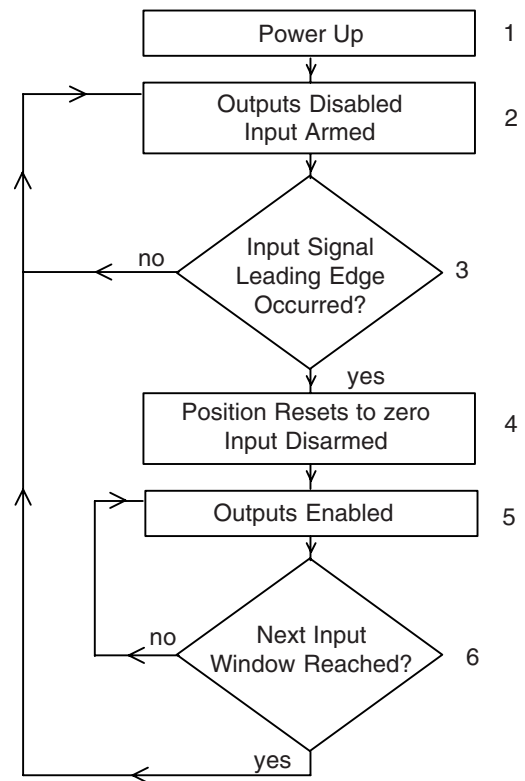 Power Up
1
Outputs Disabled
Input Armed
2
Input Signal
Leading Edge
Occurred?
3
no
yes
Position Resets to zero
Input Disarmed
4
Outputs Enabled
5
Next Input
Window Reached?
6
no
yes